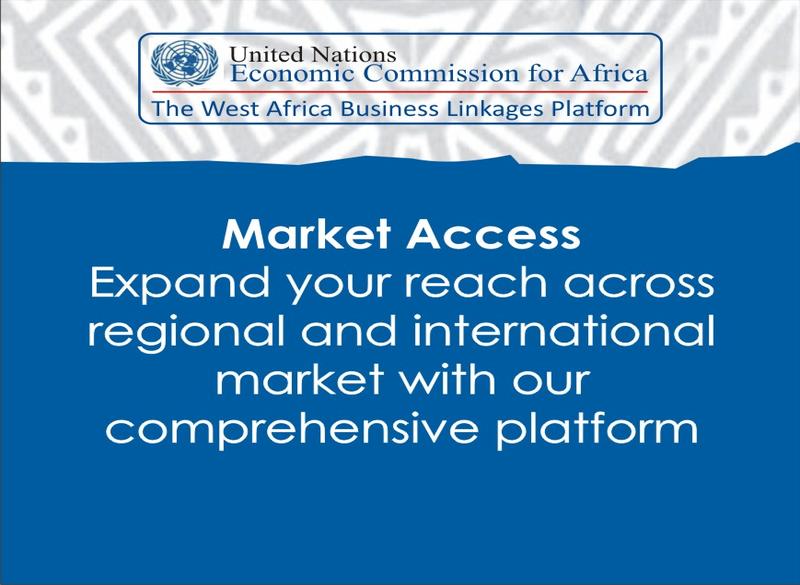 United Nations
Economic Commission for Africa
The West Africa Business Linkages Platform
Market Access
Expand your reach across
regional and international
market with our
comprehensive platform